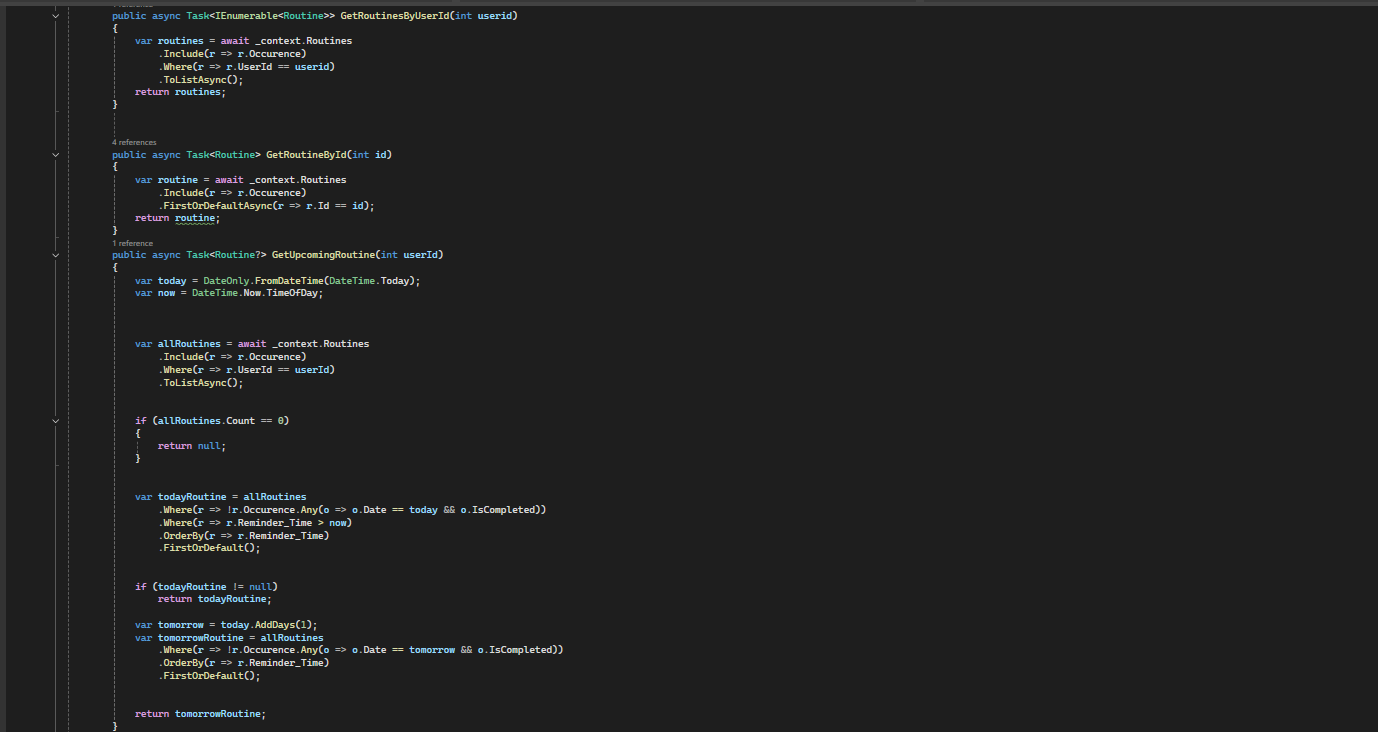 public async Task<IEnumerable<Routine>> GetRoutinesByUserId(int userid)
{
var routines = await _context.Routines
.Include(r => r.Occurence)
.Where(r => r.UserId == userid)
.ToListAsync();
return routines;
}
4 references
public async Task<Routine> GetRoutineById(int id)
{
var routine = await _context.Routines
.Include(r => r.Occurence)
.FirstOrDefaultAsync(r => r.Id == id);
return routine;
}
1 reference
public async Task<Routine?> GetUpcomingRoutine(int userId)
{
var today = DateOnly.FromDateTime(DateTime.Today);
var now = DateTime.Now.TimeOfDay;
var allRoutines = await _context.Routines
.Include(r => r.Occurence)
.Where(r => r.UserId == userId)
.ToListAsync();
if (allRoutines.Count == 0)
{
return null;
}
var todayRoutine = allRoutines
.Where(r => !r.Occurence.Any(o => o.Date == today && o.IsCompleted))
.Where(r => r.Reminder_Time > now)
.OrderBy(r => r.Reminder_Time)
.FirstOrDefault();
if (todayRoutine != null)
return todayRoutine;
var tomorrow = today.AddDays(1);
var tomorrowRoutine = allRoutines
.Where(r => !r.Occurence.Any(o => o.Date == tomorrow && o.IsCompleted))
.OrderBy(r => r.Reminder_Time)
.FirstOrDefault();
return tomorrowRoutine;
}